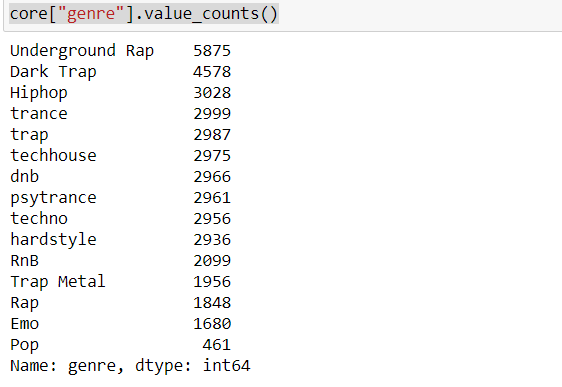 core["genre"].value_counts()
Underground Rap    5875
Dark Trap          4578
Hiphop             3028
trance             2999
trap               2987
techhouse          2975
dnb                2966
psytrance          2961
techno             2956
hardstyle          2936
RnB                2099
Trap Metal         1956
Rap                1848
Emo                1680
Pop                 461
Name: genre, dtype: int64